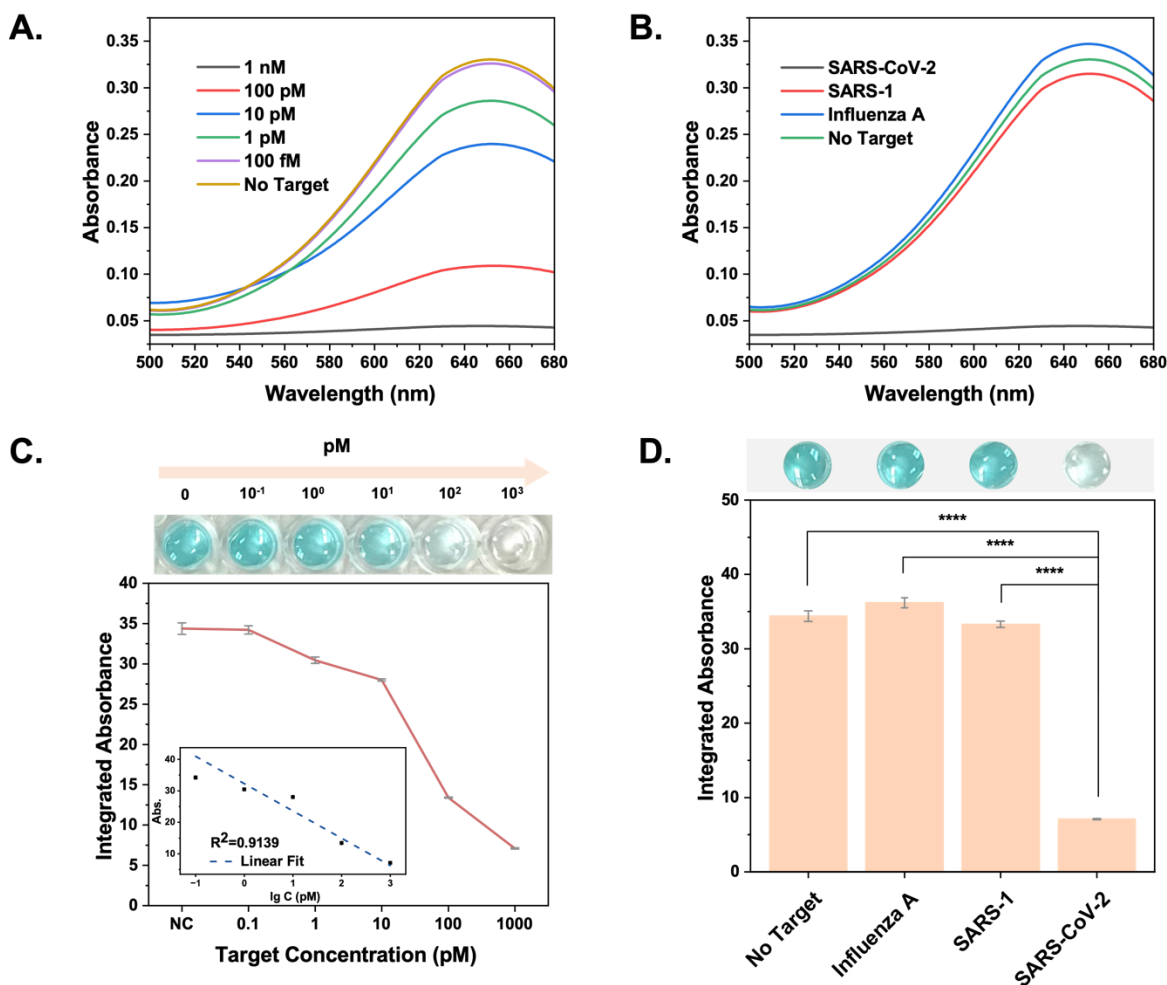 A.
0.35
0.30
0.25
0.20
0.15
0.10
0.05
Absorbance
1 nM
100 pM
10 pM
1 pM
100 fM
No Target
500 520 540 560 580 600 620 640 660 680
Wavelength (nm)
B.
0.35
0.30
0.25
0.20
0.15
0.10
0.05
Absorbance
SARS-CoV-2
SARS-1
Influenza A
No Target
500 520 540 560 580 600 620 640 660 680
Wavelength (nm)
C.
pM
0 10⁻¹ 10⁰ 10¹ 10² 10³
40
35
30
25
20
15
10
5
0
Integrated Absorbance
40
30
20
10
Abs.
R²=0.9139
Linear Fit
−1 0 1 2 3
lg C (pM)
NC 0.1 1 10 100 1000
Target Concentration (pM)
D.
50
40
30
20
10
0
Integrated Absorbance
****
****
****
No Target
Influenza A
SARS-1
SARS-CoV-2